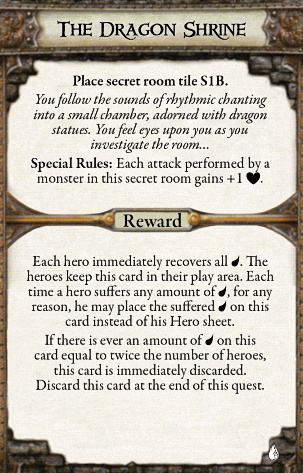 The Dragon Shrine
Place secret room tile S1B.
You follow the sounds of rhythmic chanting
into a small chamber, adorned with dragon
statues. You feel eyes upon you as you
investigate the room...
Special Rules: Each attack performed by a
monster in this secret room gains +1 ♥.
Reward
Each hero immediately recovers all . The
heroes keep this card in their play area. Each
time a hero suffers any amount of , for any
reason, he may place the suffered on this
card instead of his Hero sheet.
If there is ever an amount of on this
card equal to twice the number of heroes,
this card is immediately discarded.
Discard this card at the end of this quest.